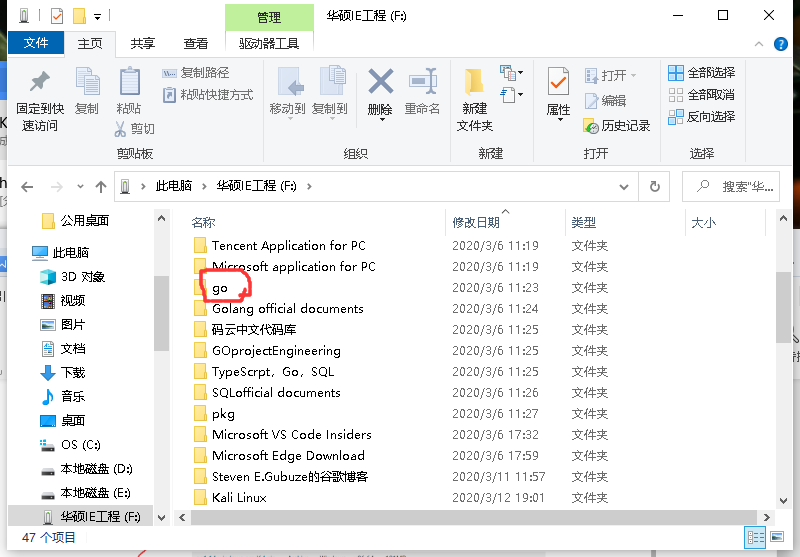 管理
华硕IE工程 (F:)
文件 主页 共享 查看 驱动器工具
固定到快速访问
复制
粘贴
复制路径
粘贴快捷方式
剪切
剪贴板
移动到 复制到 删除 重命名
组织
新建文件夹
新建
属性
打开
编辑
历史记录
打开
全部选择
全部取消
反向选择
选择
此电脑 华硕IE工程 (F:)
搜索"华...
公用桌面
此电脑
3D 对象
视频
图片
文档
下载
音乐
桌面
OS (C:)
本地磁盘 (D:)
本地磁盘 (E:)
华硕IE工程 (F:)
名称 修改日期 类型 大小
Tencent Application for PC 2020/3/6 11:19 文件夹
Microsoft application for PC 2020/3/6 11:19 文件夹
go 2020/3/6 11:23 文件夹
Golang official documents 2020/3/6 11:24 文件夹
码云中文代码库 2020/3/6 11:25 文件夹
GOprojectEngineering 2020/3/6 11:25 文件夹
TypeScrpt，Go，SQL 2020/3/6 11:25 文件夹
SQLofficial documents 2020/3/6 11:26 文件夹
pkg 2020/3/6 11:27 文件夹
Microsoft VS Code Insiders 2020/3/6 17:32 文件夹
Microsoft Edge Download 2020/3/6 17:59 文件夹
Steven E.Gubuze的谷歌博客 2020/3/11 11:57 文件夹
Kali Linux 2020/3/12 19:01 文件夹
47 个项目